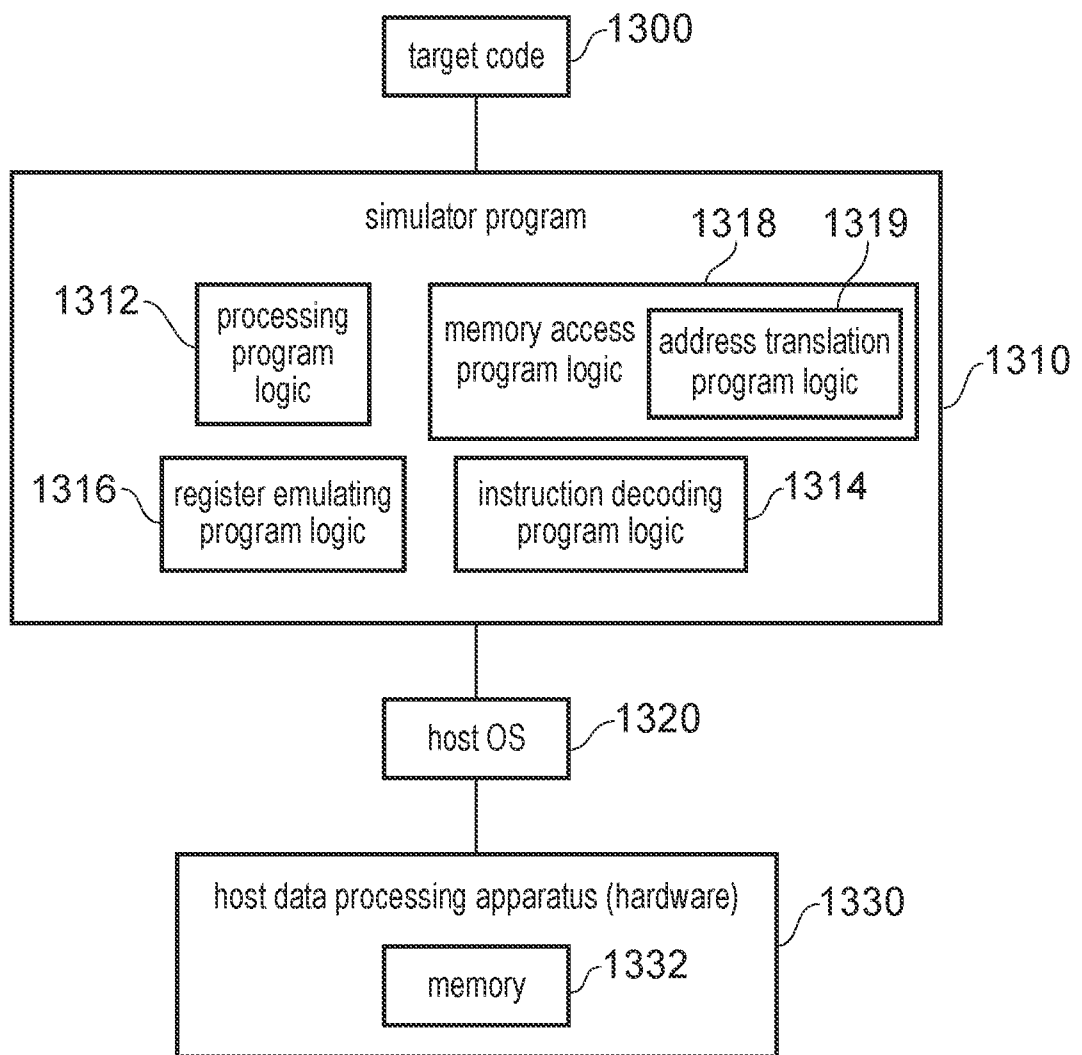 1300
target code
simulator program
1318
1319
1312
processing
program
logic
memory access
program logic
address translation
program logic
1310
1316
register emulating
program logic
instruction decoding
program logic
1314
host OS
1320
host data processing apparatus (hardware)
1330
memory
1332